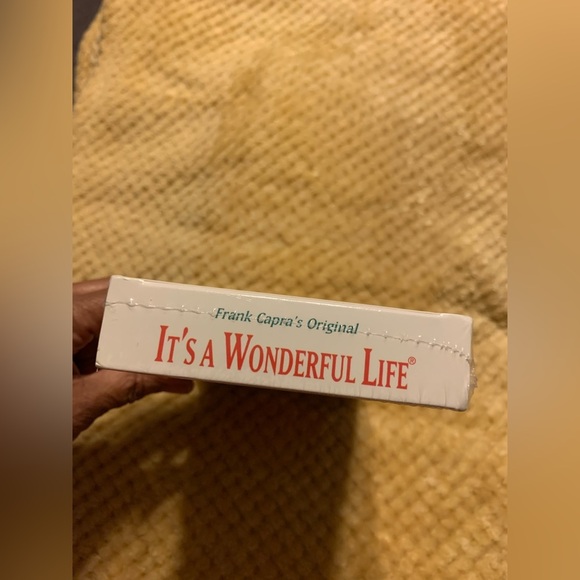 Frank Capra's Original
IT'S A WONDERFUL LIFE®